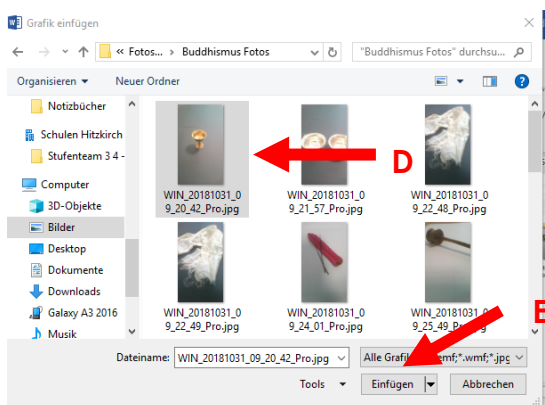 Grafik einfügen
« Fotos... › Buddhismus Fotos
"Buddhismus Fotos" durchsu...
Organisieren
Neuer Ordner
Notizbücher
Schulen Hitzkirch
Stufenteam 3 4 -
Computer
3D-Objekte
Bilder
Desktop
Dokumente
Downloads
Galaxy A3 2016
Musik
WIN_20181031_0
9_20_42_Pro.jpg
WIN_20181031_0
9_21_57_Pro.jpg
WIN_20181031_0
9_22_48_Pro.jpg
D
WIN_20181031_0
9_22_49_Pro.jpg
WIN_20181031_0
9_24_01_Pro.jpg
WIN_20181031_0
9_25_49_Pro.jpg
Dateiname: WIN_20181031_09_20_42_Pro.jpg
Alle Grafi
emf;*.wmf;*.jpg
Tools
Einfügen
Abbrechen